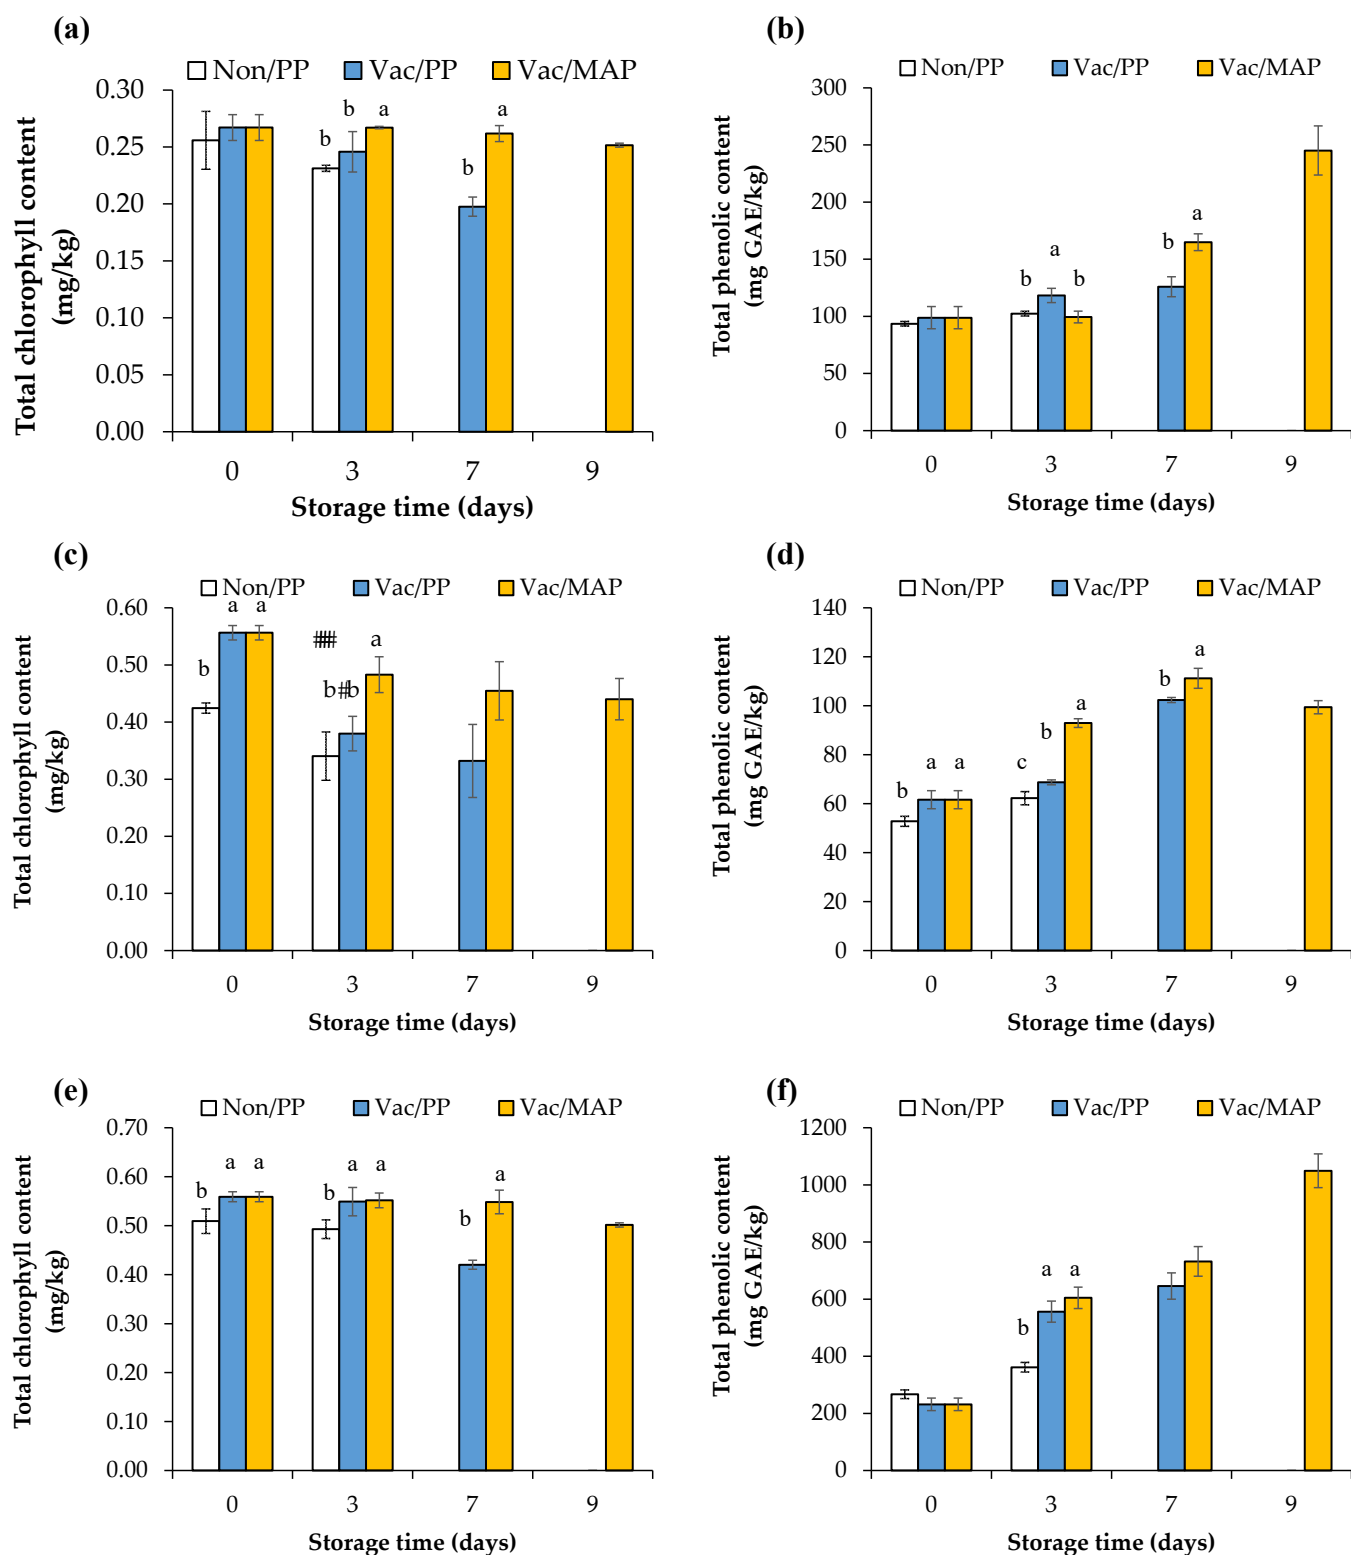 (a)
Non/PP Vac/PP Vac/MAP
Total chlorophyll content
(mg/kg)
0.30
0.25
0.20
0.15
0.10
0.05
0.00
b b a
b a
0 3 7 9
Storage time (days)
(b)
Non/PP Vac/PP Vac/MAP
Total phenolic content
(mg GAE/kg)
300
250
200
150
100
50
0
b a b
b a
0 3 7 9
Storage time (days)
(c)
Non/PP Vac/PP Vac/MAP
Total chlorophyll content
(mg/kg)
0.60
0.50
0.40
0.30
0.20
0.10
0.00
b a a
##
b#b a
0 3 7 9
Storage time (days)
(d)
Non/PP Vac/PP Vac/MAP
Total phenolic content
(mg GAE/kg)
140
120
100
80
60
40
20
0
b a a
c b a
b a
0 3 7 9
Storage time (days)
(e)
Non/PP Vac/PP Vac/MAP
Total chlorophyll content
(mg/kg)
0.70
0.60
0.50
0.40
0.30
0.20
0.10
0.00
b a a
b a a
b a
0 3 7 9
Storage time (days)
(f)
Non/PP Vac/PP Vac/MAP
Total phenolic content
(mg GAE/kg)
1200
1000
800
600
400
200
0
b a a
0 3 7 9
Storage time (days)